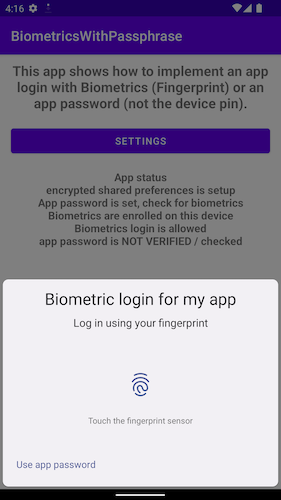 4:16
BiometricsWithPassphrase
This app shows how to implement an app
login with Biometrics (Fingerprint) or an
app password (not the device pin).
SETTINGS
App status
encrypted shared preferences is setup
App password is set, check for biometrics
Biometrics are enrolled on this device
Biometrics login is allowed
app password is NOT VERIFIED / checked
Biometric login for my app
Log in using your fingerprint
Touch the fingerprint sensor
Use app password